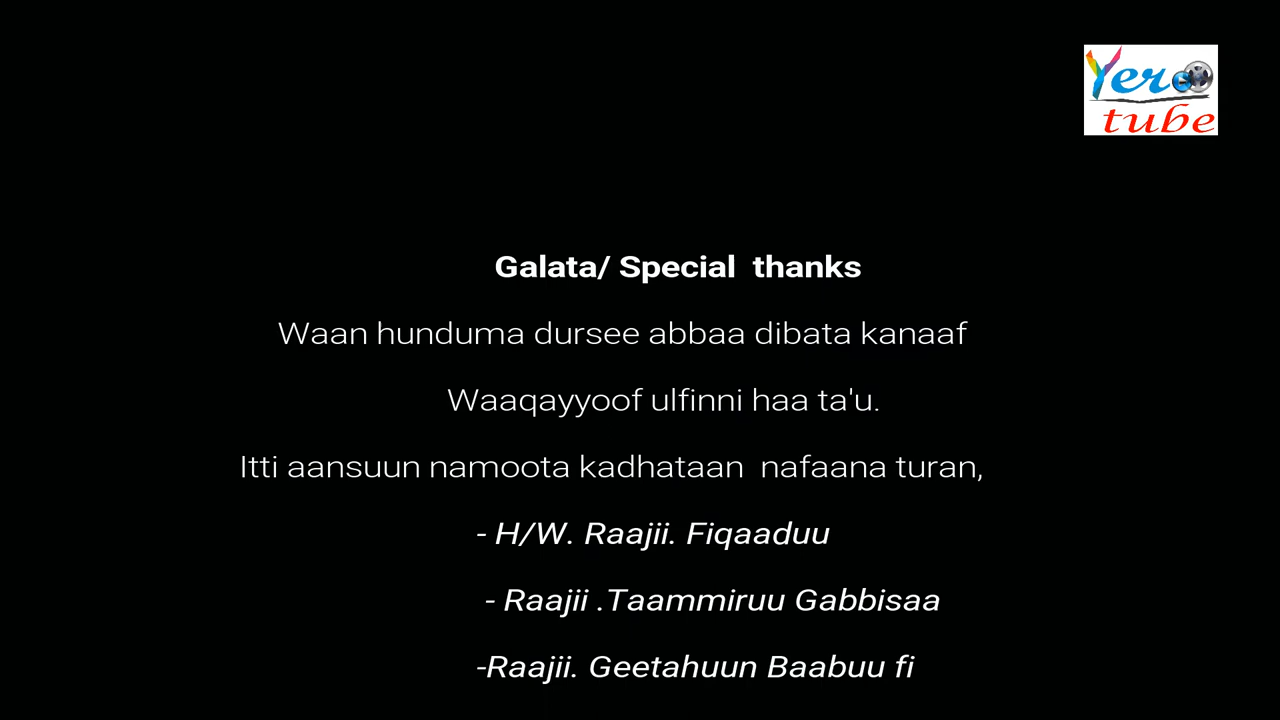 Yero
tube
Galata/ Special thanks
Waan hunduma dursee abbaa dibata kanaaf
Waaqayyoof ulfinni haa ta'u.
Itti aansuun namoota kadhataan nafaana turan,
- H/W. Raajii. Fiqaaduu
- Raajii .Taammiruu Gabbisaa
-Raajii. Geetahuun Baabuu fi